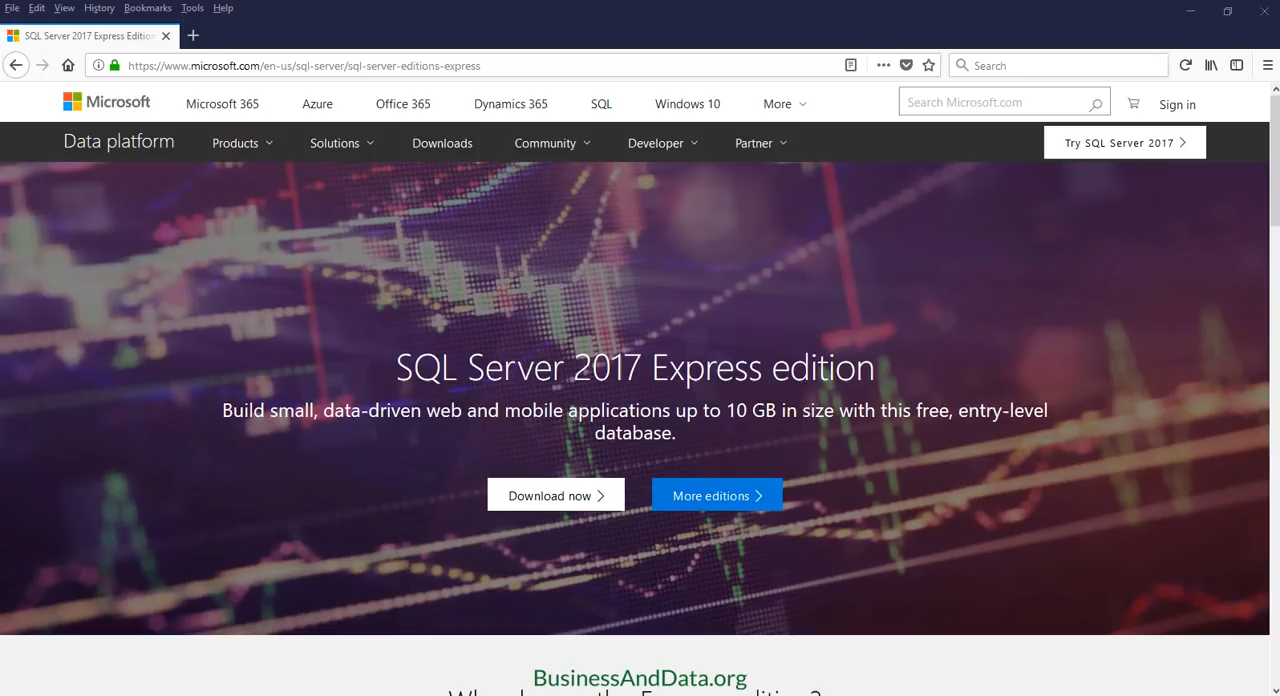 File Edit View History Bookmarks Tools Help
SQL Server 2017 Express Edition
https://www.microsoft.com/en-us/sql-server/sql-server-editions-express
Search
Microsoft Microsoft 365 Azure Office 365 Dynamics 365 SQL Windows 10 More Search Microsoft.com Sign in
Data platform Products Solutions Downloads Community Developer Partner Try SQL Server 2017
SQL Server 2017 Express edition
Build small, data-driven web and mobile applications up to 10 GB in size with this free, entry-level
database.
Download now More editions
BusinessAndData.org